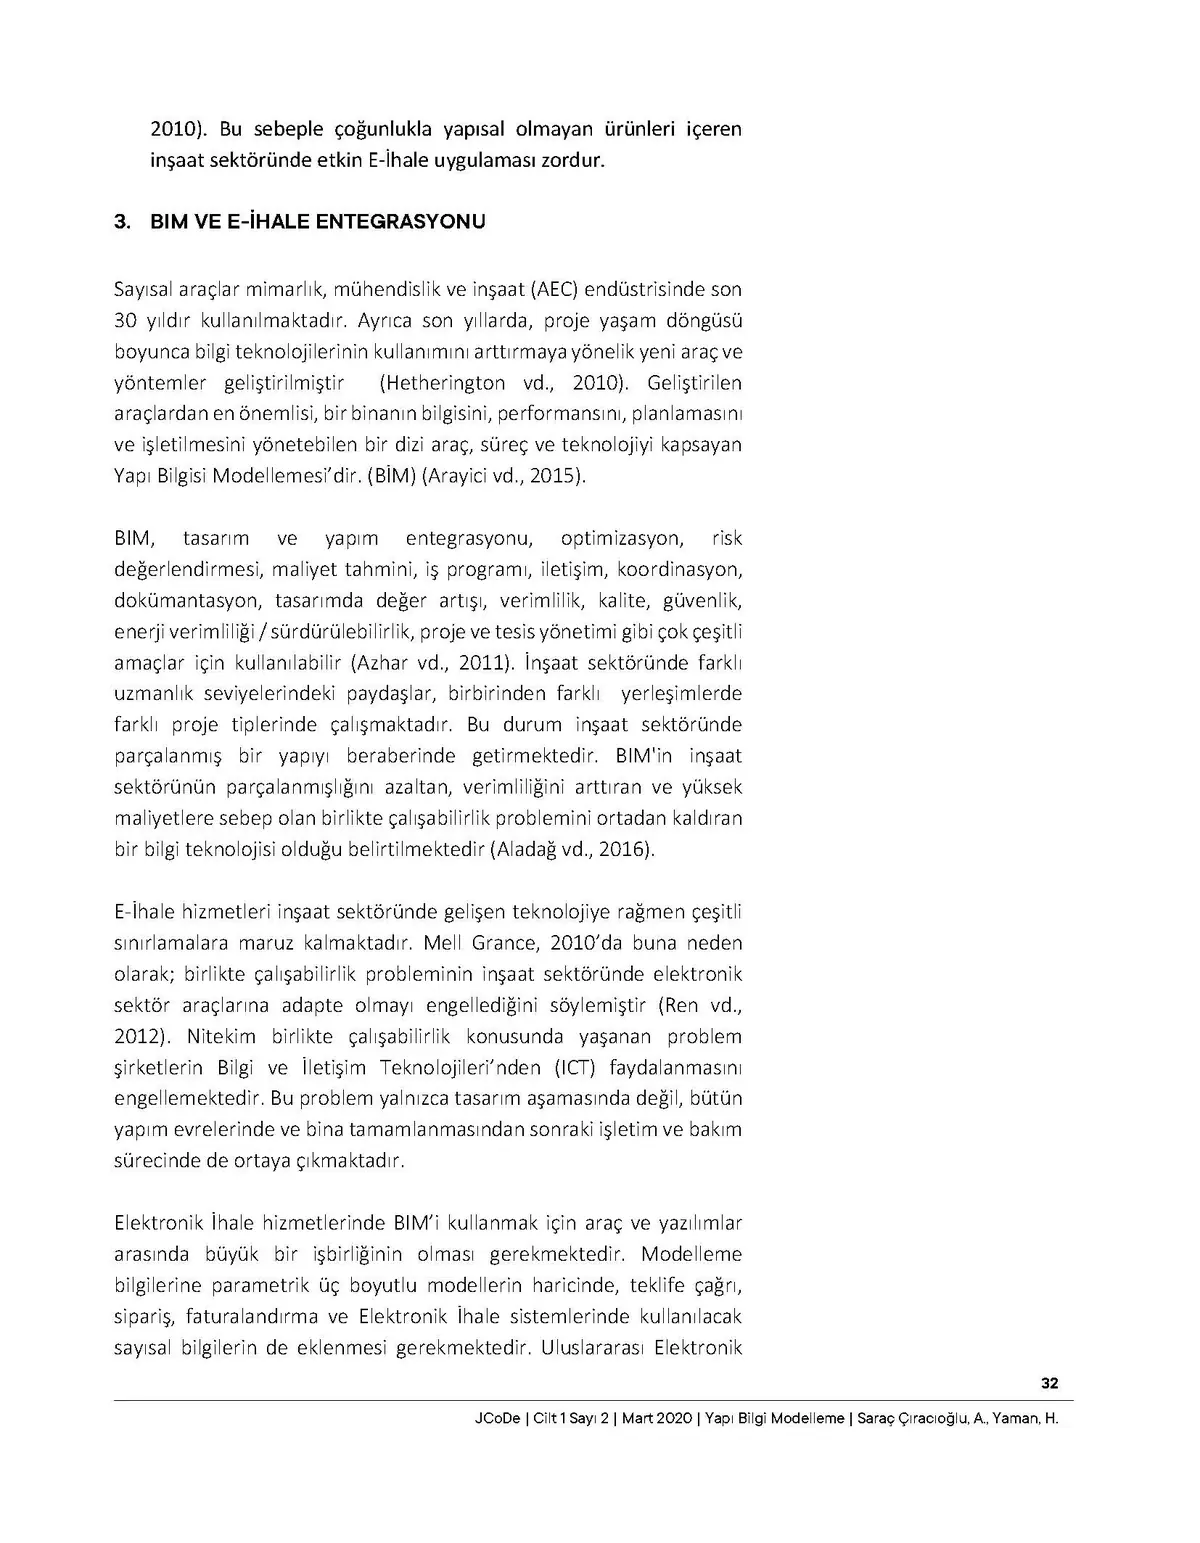 2010). Bu sebeple çoğunlukla yapısal olmayan ürünleri içeren
inşaat sektöründe etkin E-İhale uygulaması zordur.
3. BIM VE E-İHALE ENTEGRASYONU
Sayısal araçlar mimarlık, mühendislik ve inşaat (AEC) endüstrisinde son
30 yıldır kullanılmaktadır. Ayrıca son yıllarda, proje yaşam döngüsü
boyunca bilgi teknolojilerinin kullanımını arttırmaya yönelik yeni araç ve
yöntemler geliştirilmiştir (Hetherington vd., 2010). Geliştirilen
araçlardan en önemlisi, bir binanın bilgisini, performansını, planlamasını
ve işletilmesini yönetebilen bir dizi araç, süreç ve teknolojiyi kapsayan
Yapı Bilgisi Modellemesi'dir. (BİM) (Arayici vd., 2015).
BIM, tasarım ve yapım entegrasyonu, optimizasyon, risk
değerlendirmesi, maliyet tahmini, iş programı, iletişim, koordinasyon,
dokümantasyon, tasarımda değer artışı, verimlilik, kalite, güvenlik,
enerji verimliliği / sürdürülebilirlik, proje ve tesis yönetimi gibi çok çeşitli
amaçlar için kullanılabilir (Azhar vd., 2011). İnşaat sektöründe farklı
uzmanlık seviyelerindeki paydaşlar, birbirinden farklı yerleşimlerde
farklı proje tiplerinde çalışmaktadır. Bu durum inşaat sektöründe
parçalanmış bir yapıyı beraberinde getirmektedir. BIM'in inşaat
sektörünün parçalanmışlığını azaltan, verimliliğini arttıran ve yüksek
maliyetlere sebep olan birlikte çalışabilirlik problemini ortadan kaldıran
bir bilgi teknolojisi olduğu belirtilmektedir (Aladağ vd., 2016).
E-İhale hizmetleri inşaat sektöründe gelişen teknolojiye rağmen çeşitli
sınırlamalara maruz kalmaktadır. Mell Grance, 2010'da buna neden
olarak; birlikte çalışabilirlik probleminin inşaat sektöründe elektronik
sektör araçlarına adapte olmayı engellediğini söylemiştir (Ren vd.,
2012). Nitekim birlikte çalışabilirlik konusunda yaşanan problem
şirketlerin Bilgi ve İletişim Teknolojileri'nden (ICT) faydalanmasını
engellemektedir. Bu problem yalnızca tasarım aşamasında değil, bütün
yapım evrelerinde ve bina tamamlanmasından sonraki işletim ve bakım
sürecinde de ortaya çıkmaktadır.
Elektronik İhale hizmetlerinde BIM'i kullanmak için araç ve yazılımlar
arasında büyük bir işbirliğinin olması gerekmektedir. Modelleme
bilgilerine parametrik üç boyutlu modellerin haricinde, teklife çağrı,
sipariş, faturalandırma ve Elektronik İhale sistemlerinde kullanılacak
sayısal bilgilerin de eklenmesi gerekmektedir. Uluslararası Elektronik
32
JCoDe | Cilt 1 Sayı 2 | Mart 2020 | Yapı Bilgi Modelleme | Saraç Çıracıoğlu, A., Yaman, H.